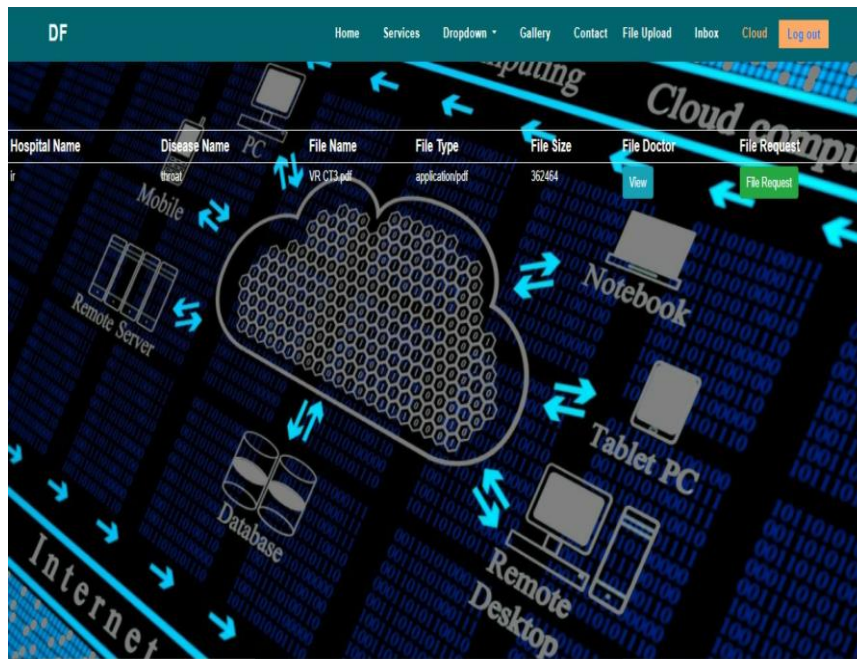 DF Home Services Dropdown Gallery Contact File Upload Inbox Cloud Log out
computing
Cloud compu
Hospital Name Disease Name File Name File Type File Size File Doctor File Request
ir throat VR CT3.pdf application/pdf 362464 View File Request
PC
Mobile
Notebook
Remote Server
Tablet PC
Database
Remote
Desktop
Internet